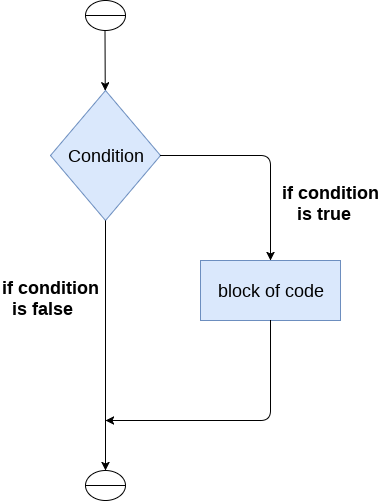 Condition
if condition
is true
if condition
is false
block of code